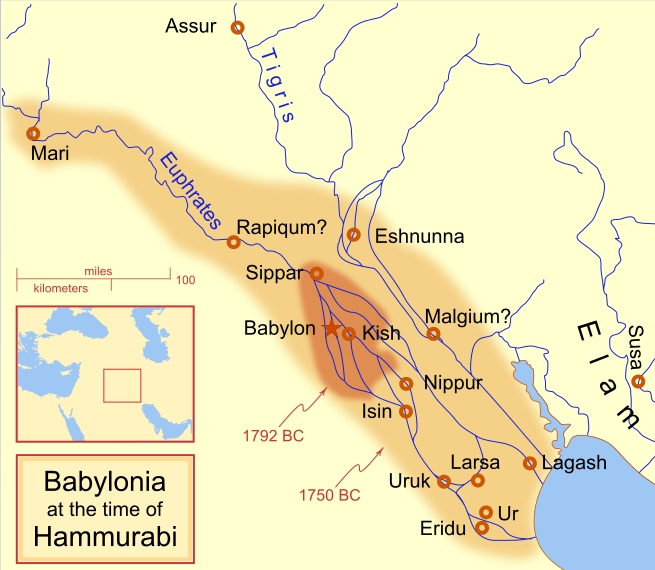 Assur
Tigris
Mari
Euphrates
Rapiqum?
Eshnunna
Sippar
miles
kilometers
100
Babylon
Kish
Malgium?
Elam
Susa
Nippur
Isin
1792 BC
1750 BC
Larsa
Lagash
Uruk
Ur
Eridu
Babylonia
at the time of
Hammurabi